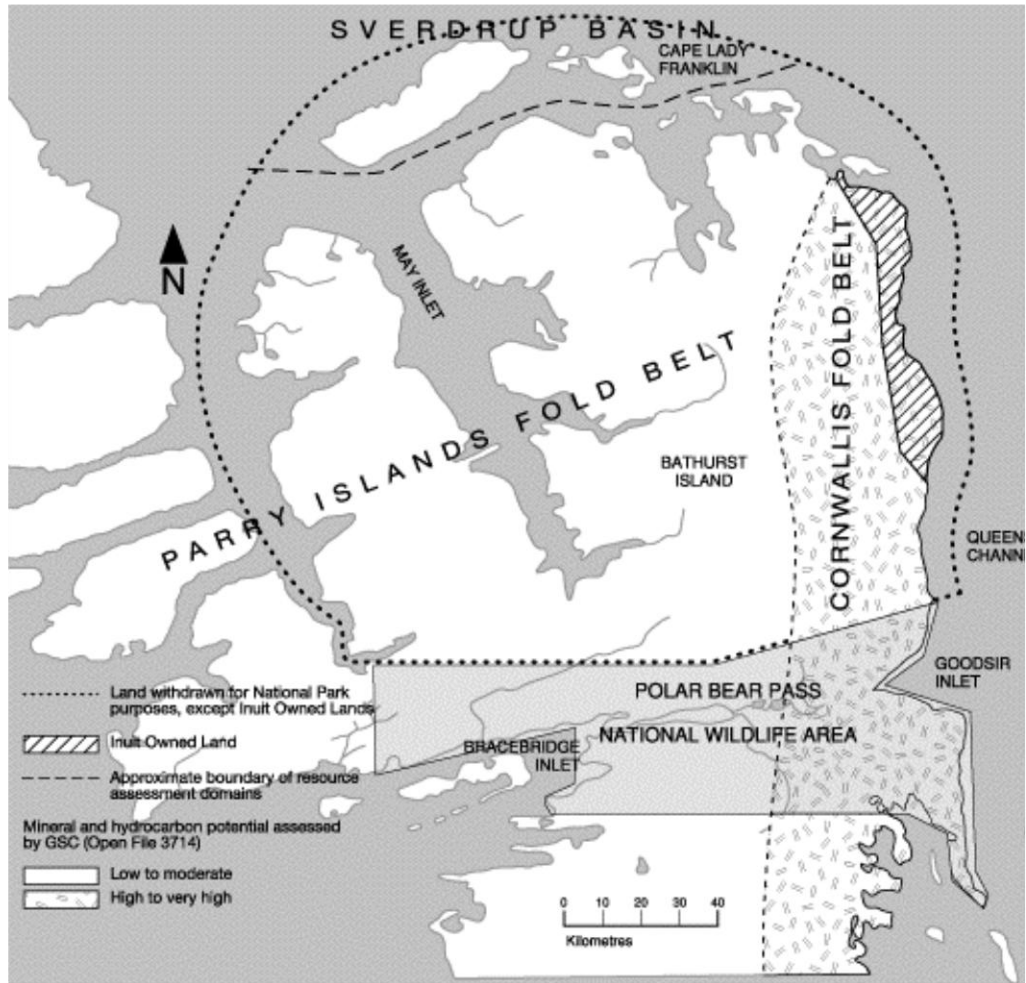 SVERDRUP BASIN
CAPE LADY
FRANKLIN
N
MAY INLET
PARRY ISLANDS FOLD BELT
CORNWALLIS FOLD BELT
BATHURST
ISLAND
QUEENS
CHANNE
GOODSIR
INLET
POLAR BEAR PASS
NATIONAL WILDLIFE AREA
BRACEBRIDGE
INLET
Land withdrawn for National Park
purposes, except Inuit Owned Lands
Inuit Owned Land
Approximate boundary of resource
assessment domains
Mineral and hydrocarbon potential assessed
by GSC (Open File 3714)
Low to moderate
High to very high
0 10 20 40
Kilometres